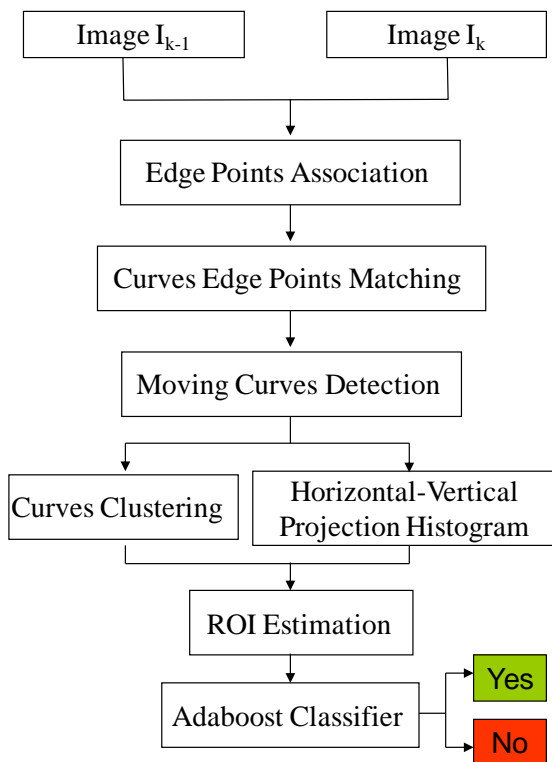 Image I_{k-1}
Image I_k
Edge Points Association
Curves Edge Points Matching
Moving Curves Detection
Curves Clustering
Horizontal-Vertical
Projection Histogram
ROI Estimation
Adaboost Classifier
Yes
No